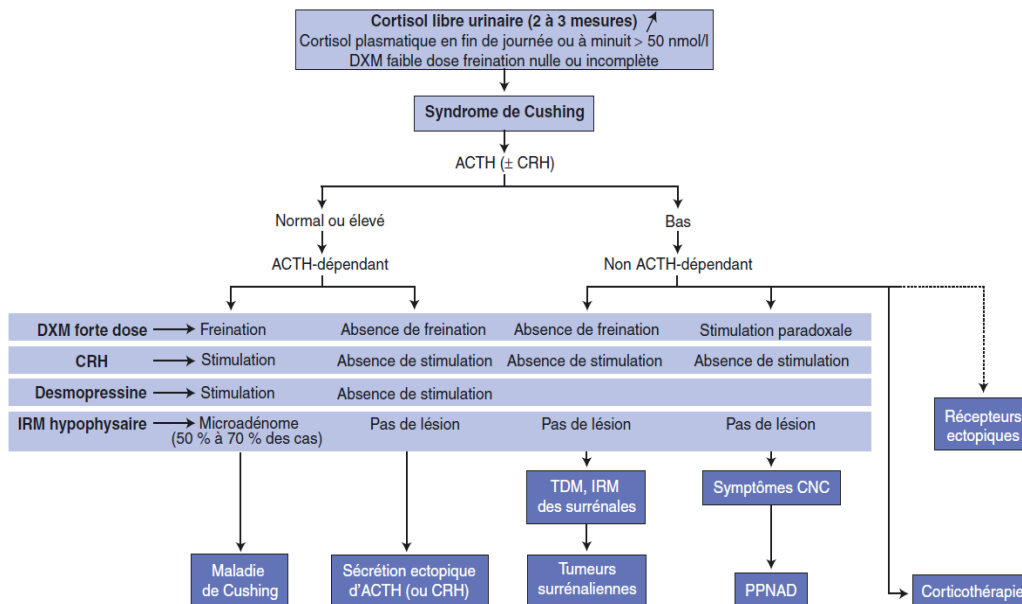 Cortisol libre urinaire (2 à 3 mesures)
Cortisol plasmatique en fin de journée ou à minuit > 50 nmol/l
DXM faible dose freination nulle ou incomplète
Syndrome de Cushing
ACTH (± CRH)
Normal ou élevé
Bas
ACTH-dépendant
Non ACTH-dépendant
DXM forte dose Freination Absence de freination Absence de freination Stimulation paradoxale
CRH Stimulation Absence de stimulation Absence de stimulation Absence de stimulation
Desmopressine Stimulation Absence de stimulation
IRM hypophysaire Microadénome Pas de lésion Pas de lésion Pas de lésion
(50 % à 70 % des cas)
Récepteurs
ectopiques
TDM, IRM
des surrénales
Symptômes CNC
Maladie
de Cushing
Sécrétion ectopique
d'ACTH (ou CRH)
Tumeurs
surrénaliennes
PPNAD
Corticothérapie